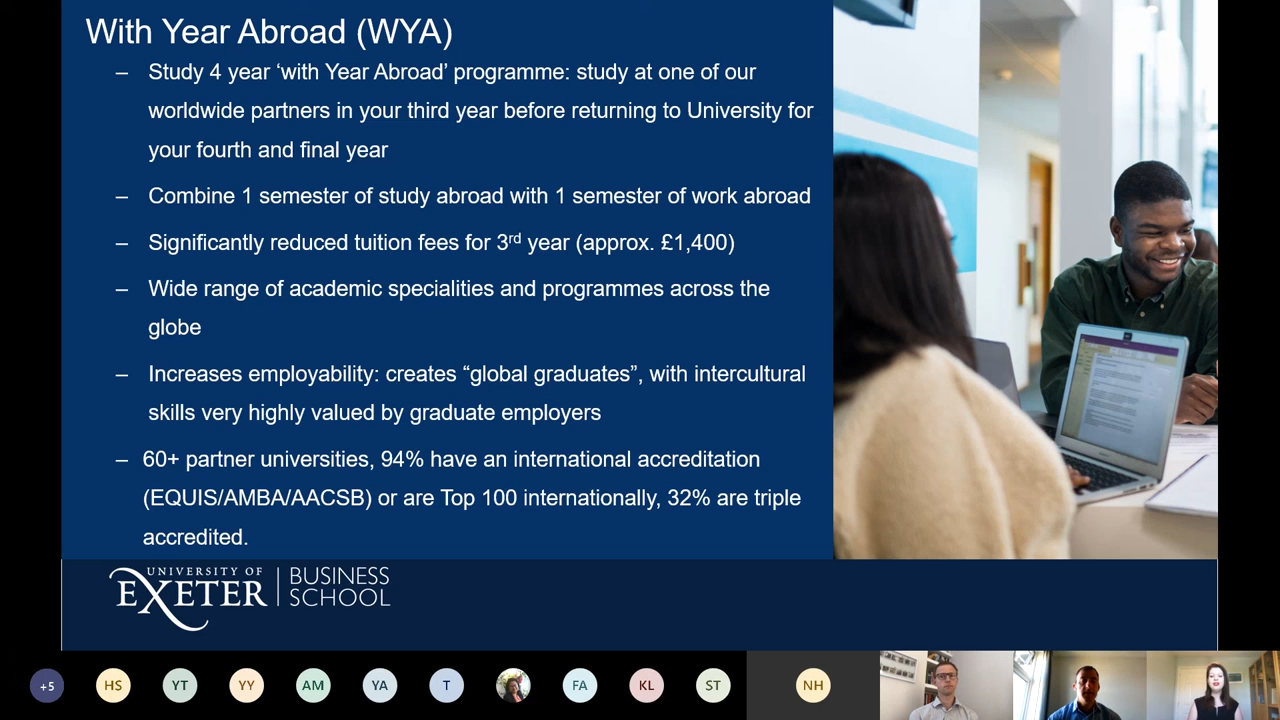 With Year Abroad (WYA)
– Study 4 year ‘with Year Abroad’ programme: study at one of our
worldwide partners in your third year before returning to University for
your fourth and final year
– Combine 1 semester of study abroad with 1 semester of work abroad
– Significantly reduced tuition fees for 3rd year (approx. £1,400)
– Wide range of academic specialities and programmes across the
globe
– Increases employability: creates “global graduates”, with intercultural
skills very highly valued by graduate employers
– 60+ partner universities, 94% have an international accreditation
(EQUIS/AMBA/AACSB) or are Top 100 internationally, 32% are triple
accredited.
UNIVERSITY OF
EXETER
BUSINESS
SCHOOL
+5 HS YT YY AM YA T FA KL ST NH